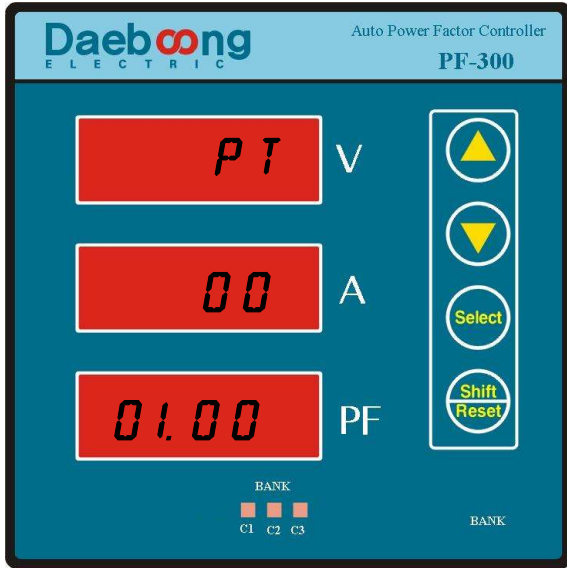 Daeboong
ELECTRIC
Auto Power Factor Controller
PF-300
PT V
00 A
01.00 PF
Select
Shift
Reset
BANK
C1 C2 C3
BANK